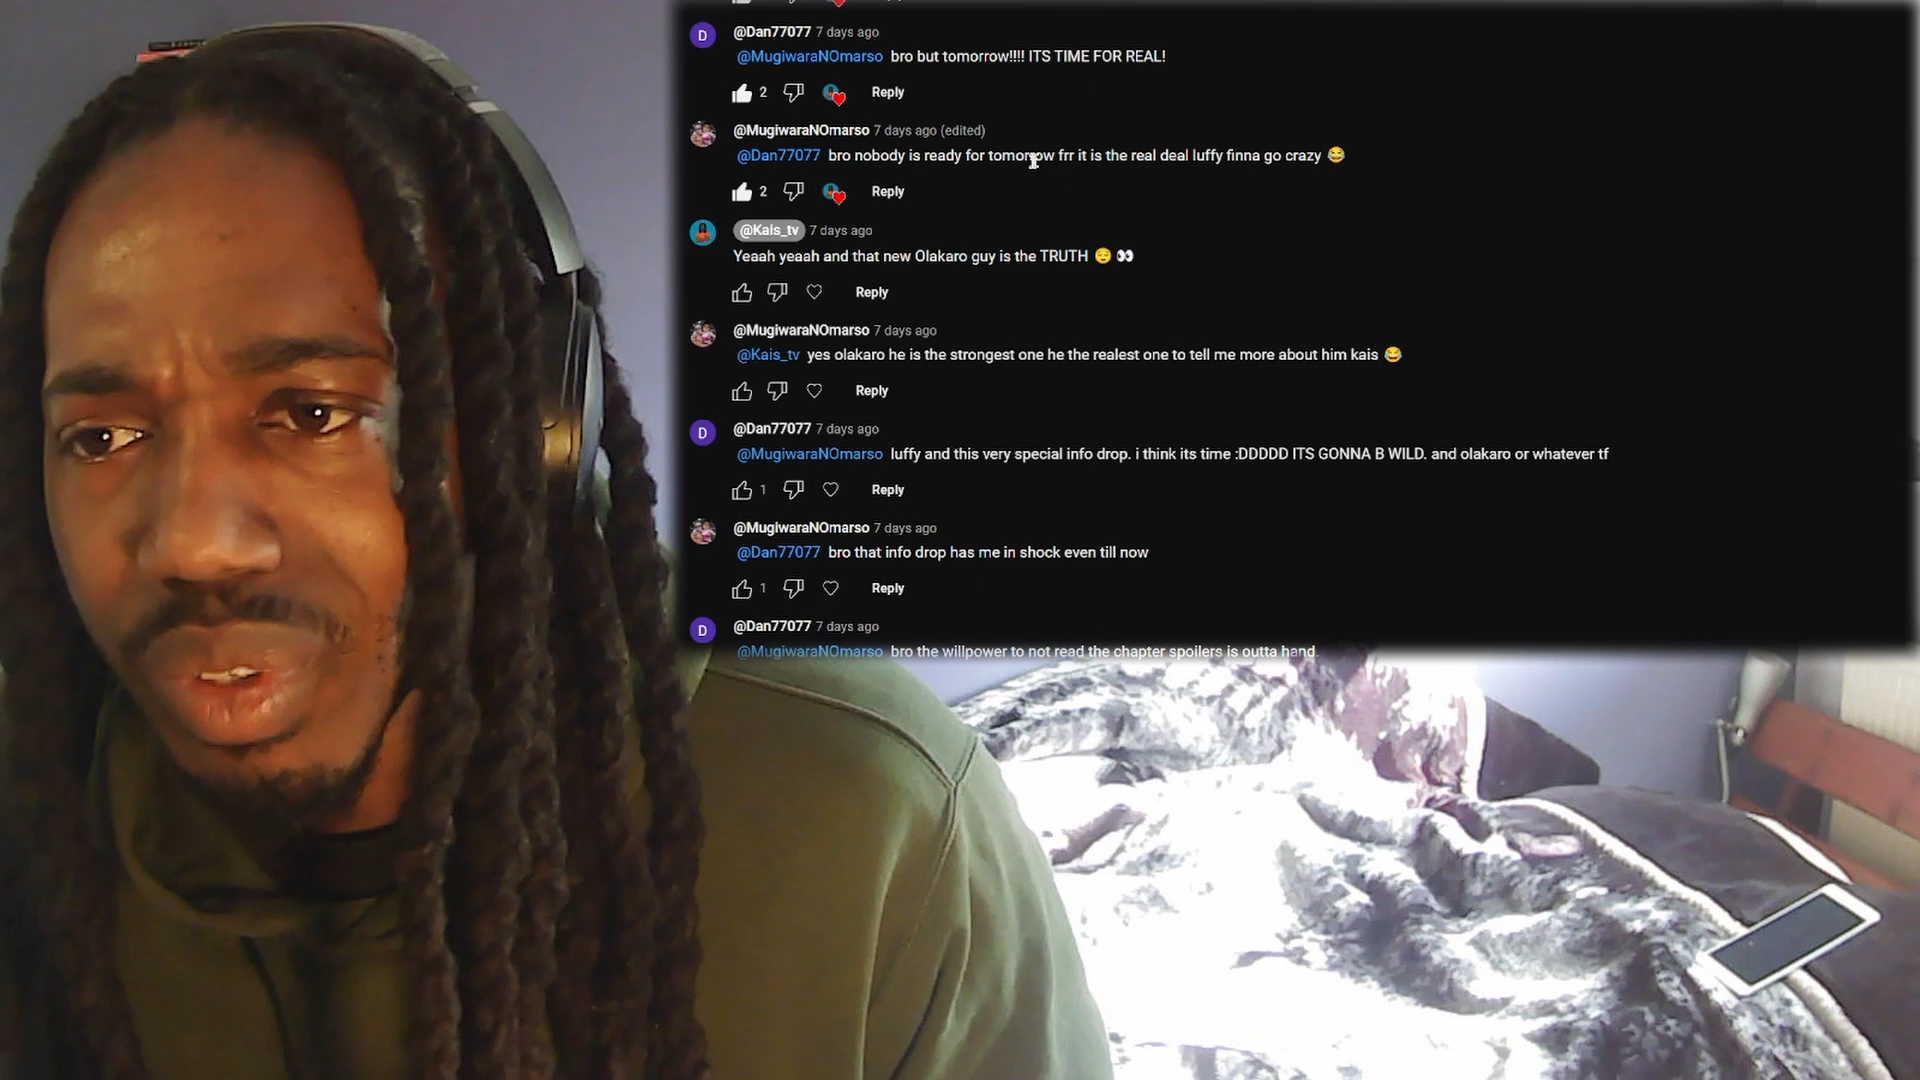 D
@Dan77077 7 days ago
@MugiwaraNOmarso bro but tomorrow!!!! ITS TIME FOR REAL!
2 Reply
@MugiwaraNOmarso 7 days ago (edited)
@Dan77077 bro nobody is ready for tomorrow frr it is the real deal luffy finna go crazy 😂
2 Reply
@Kais_tv 7 days ago
Yeaah yeaah and that new Olakaro guy is the TRUTH 😌 👀
Reply
@MugiwaraNOmarso 7 days ago
@Kais_tv yes olakaro he is the strongest one he the realest one to tell me more about him kais 😂
Reply
D
@Dan77077 7 days ago
@MugiwaraNOmarso luffy and this very special info drop. i think its time :DDDDD ITS GONNA B WILD. and olakaro or whatever tf
1 Reply
@MugiwaraNOmarso 7 days ago
@Dan77077 bro that info drop has me in shock even till now
1 Reply
D
@Dan77077 7 days ago
@MugiwaraNOmarso bro the willpower to not read the chapter spoilers is outta hand.